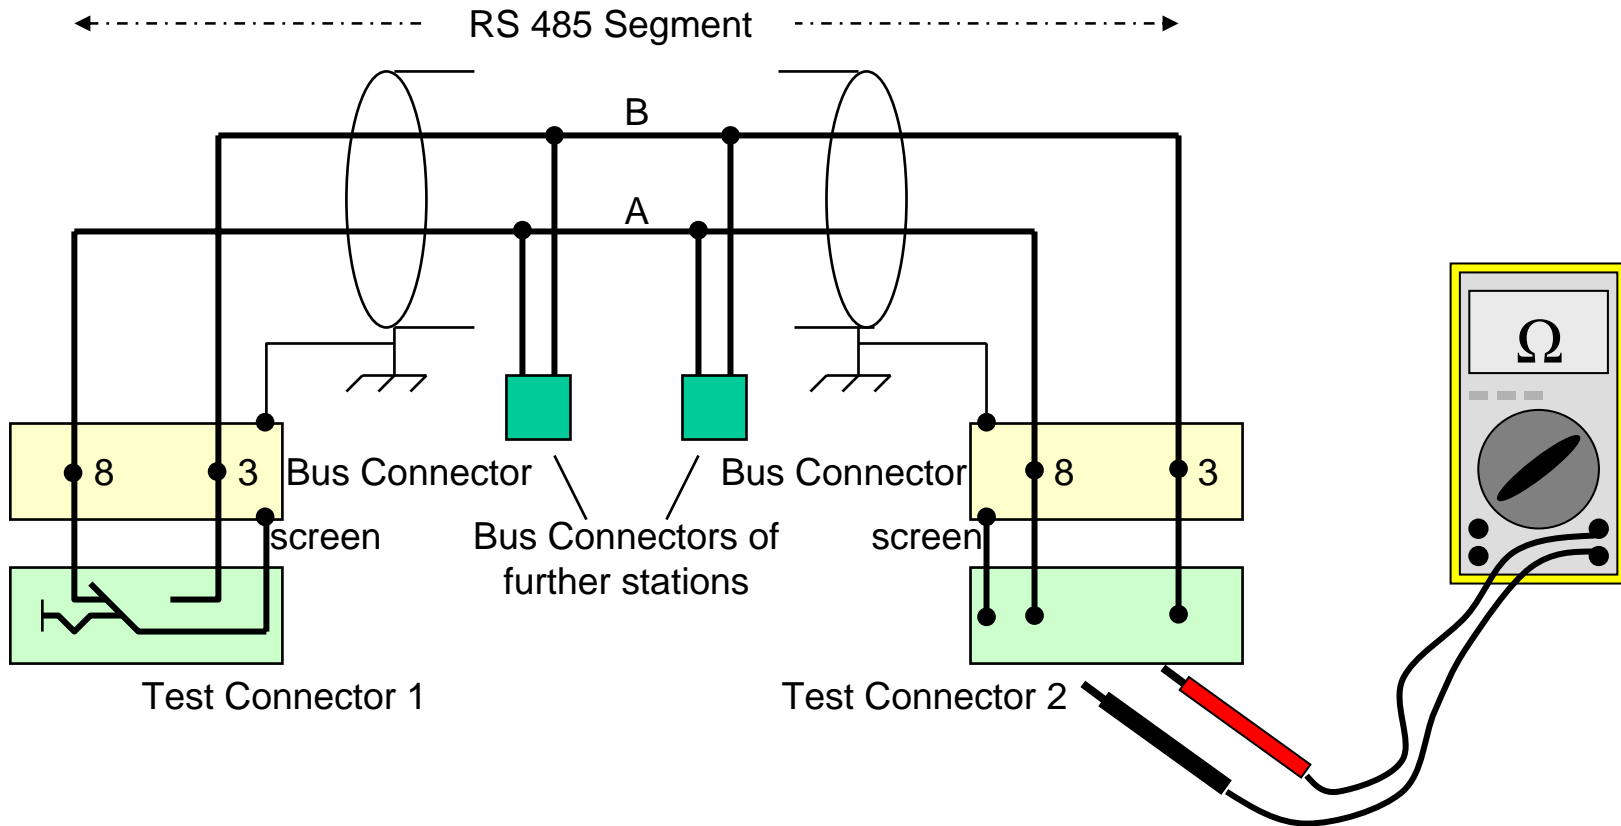 RS 485 Segment
B
A
Ω
8 3 Bus Connector
Bus Connector 8 3
screen
Bus Connectors of
further stations
screen
Test Connector 1
Test Connector 2